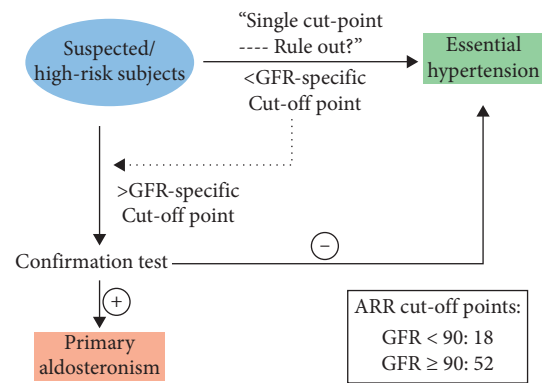 Suspected/
high-risk subjects
“Single cut-point
---- Rule out?”
<GFR-specific
Cut-off point
Essential
hypertension
>GFR-specific
Cut-off point
Confirmation test
−
+
Primary
aldosteronism
ARR cut-off points:
GFR < 90: 18
GFR ≥ 90: 52